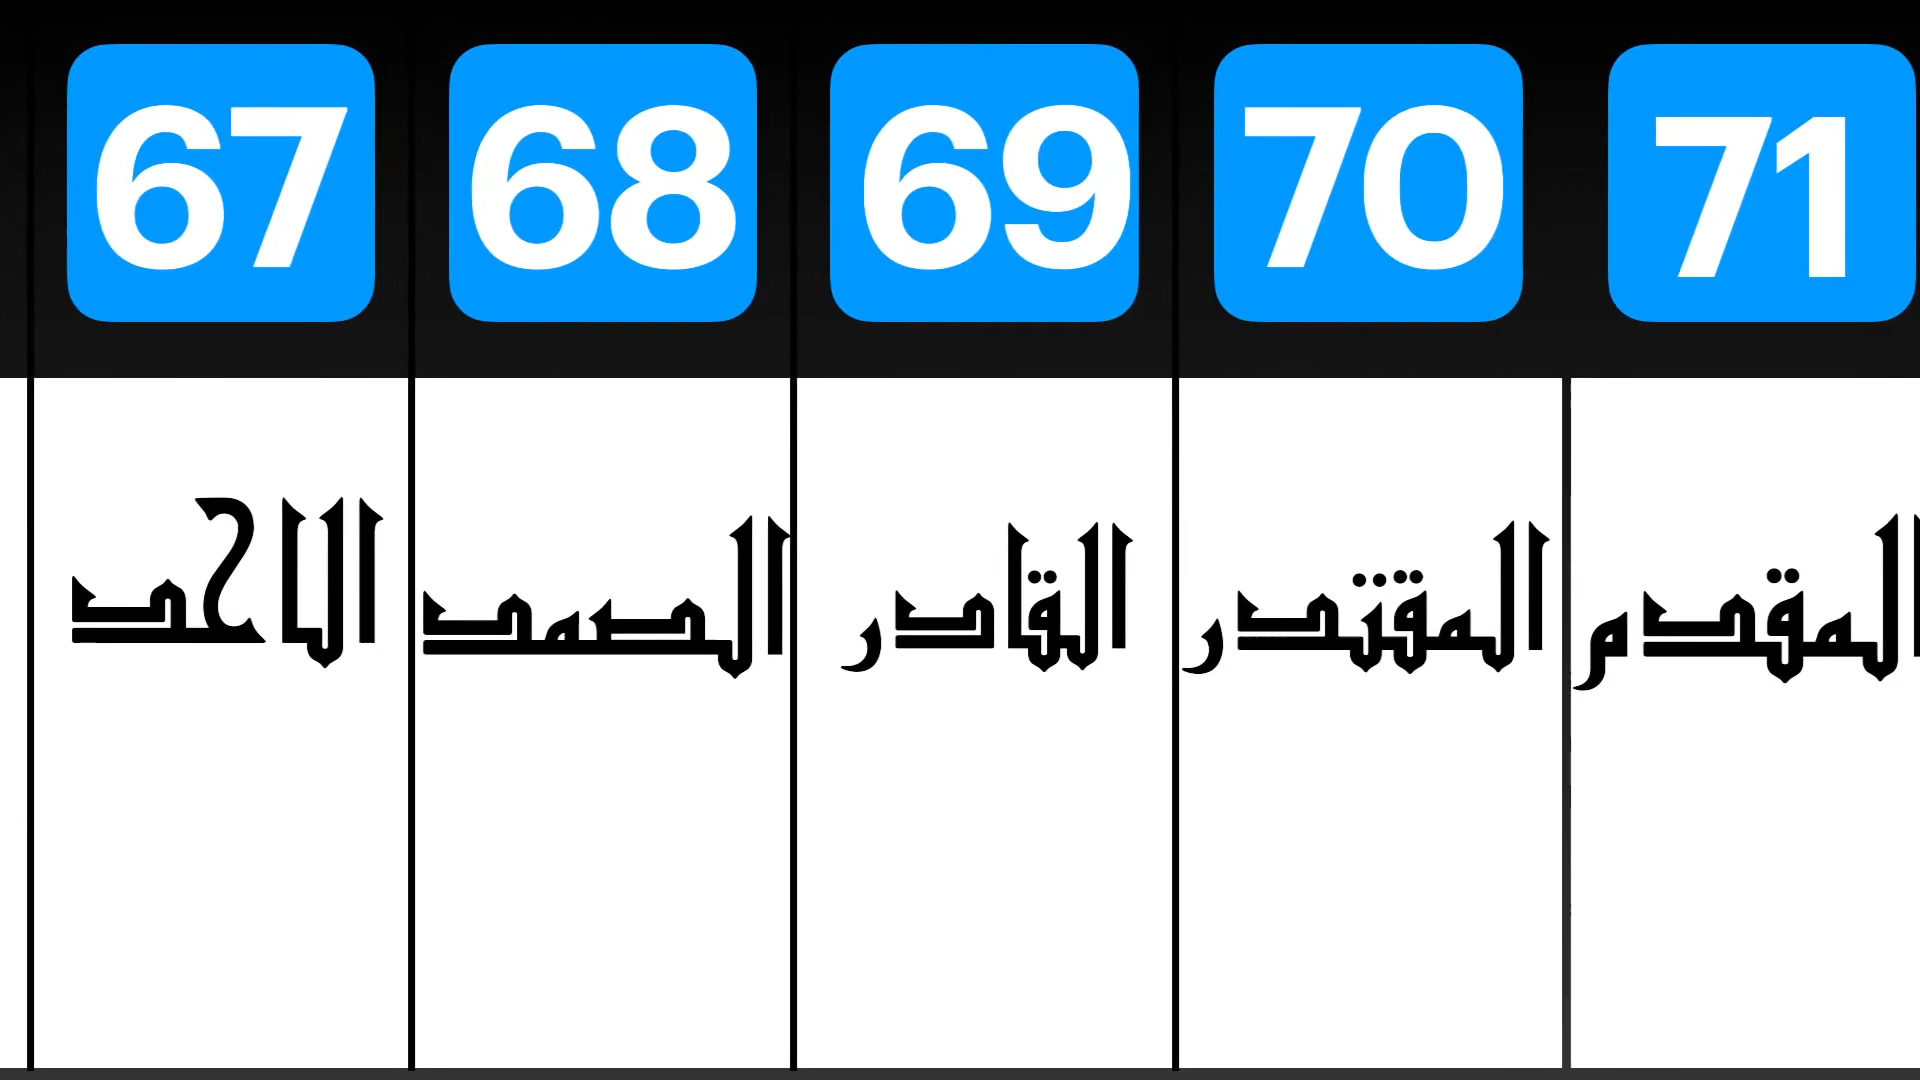 67 68 69 70 71
الاحد
الصمد
القادر
المقتدر
المقدم